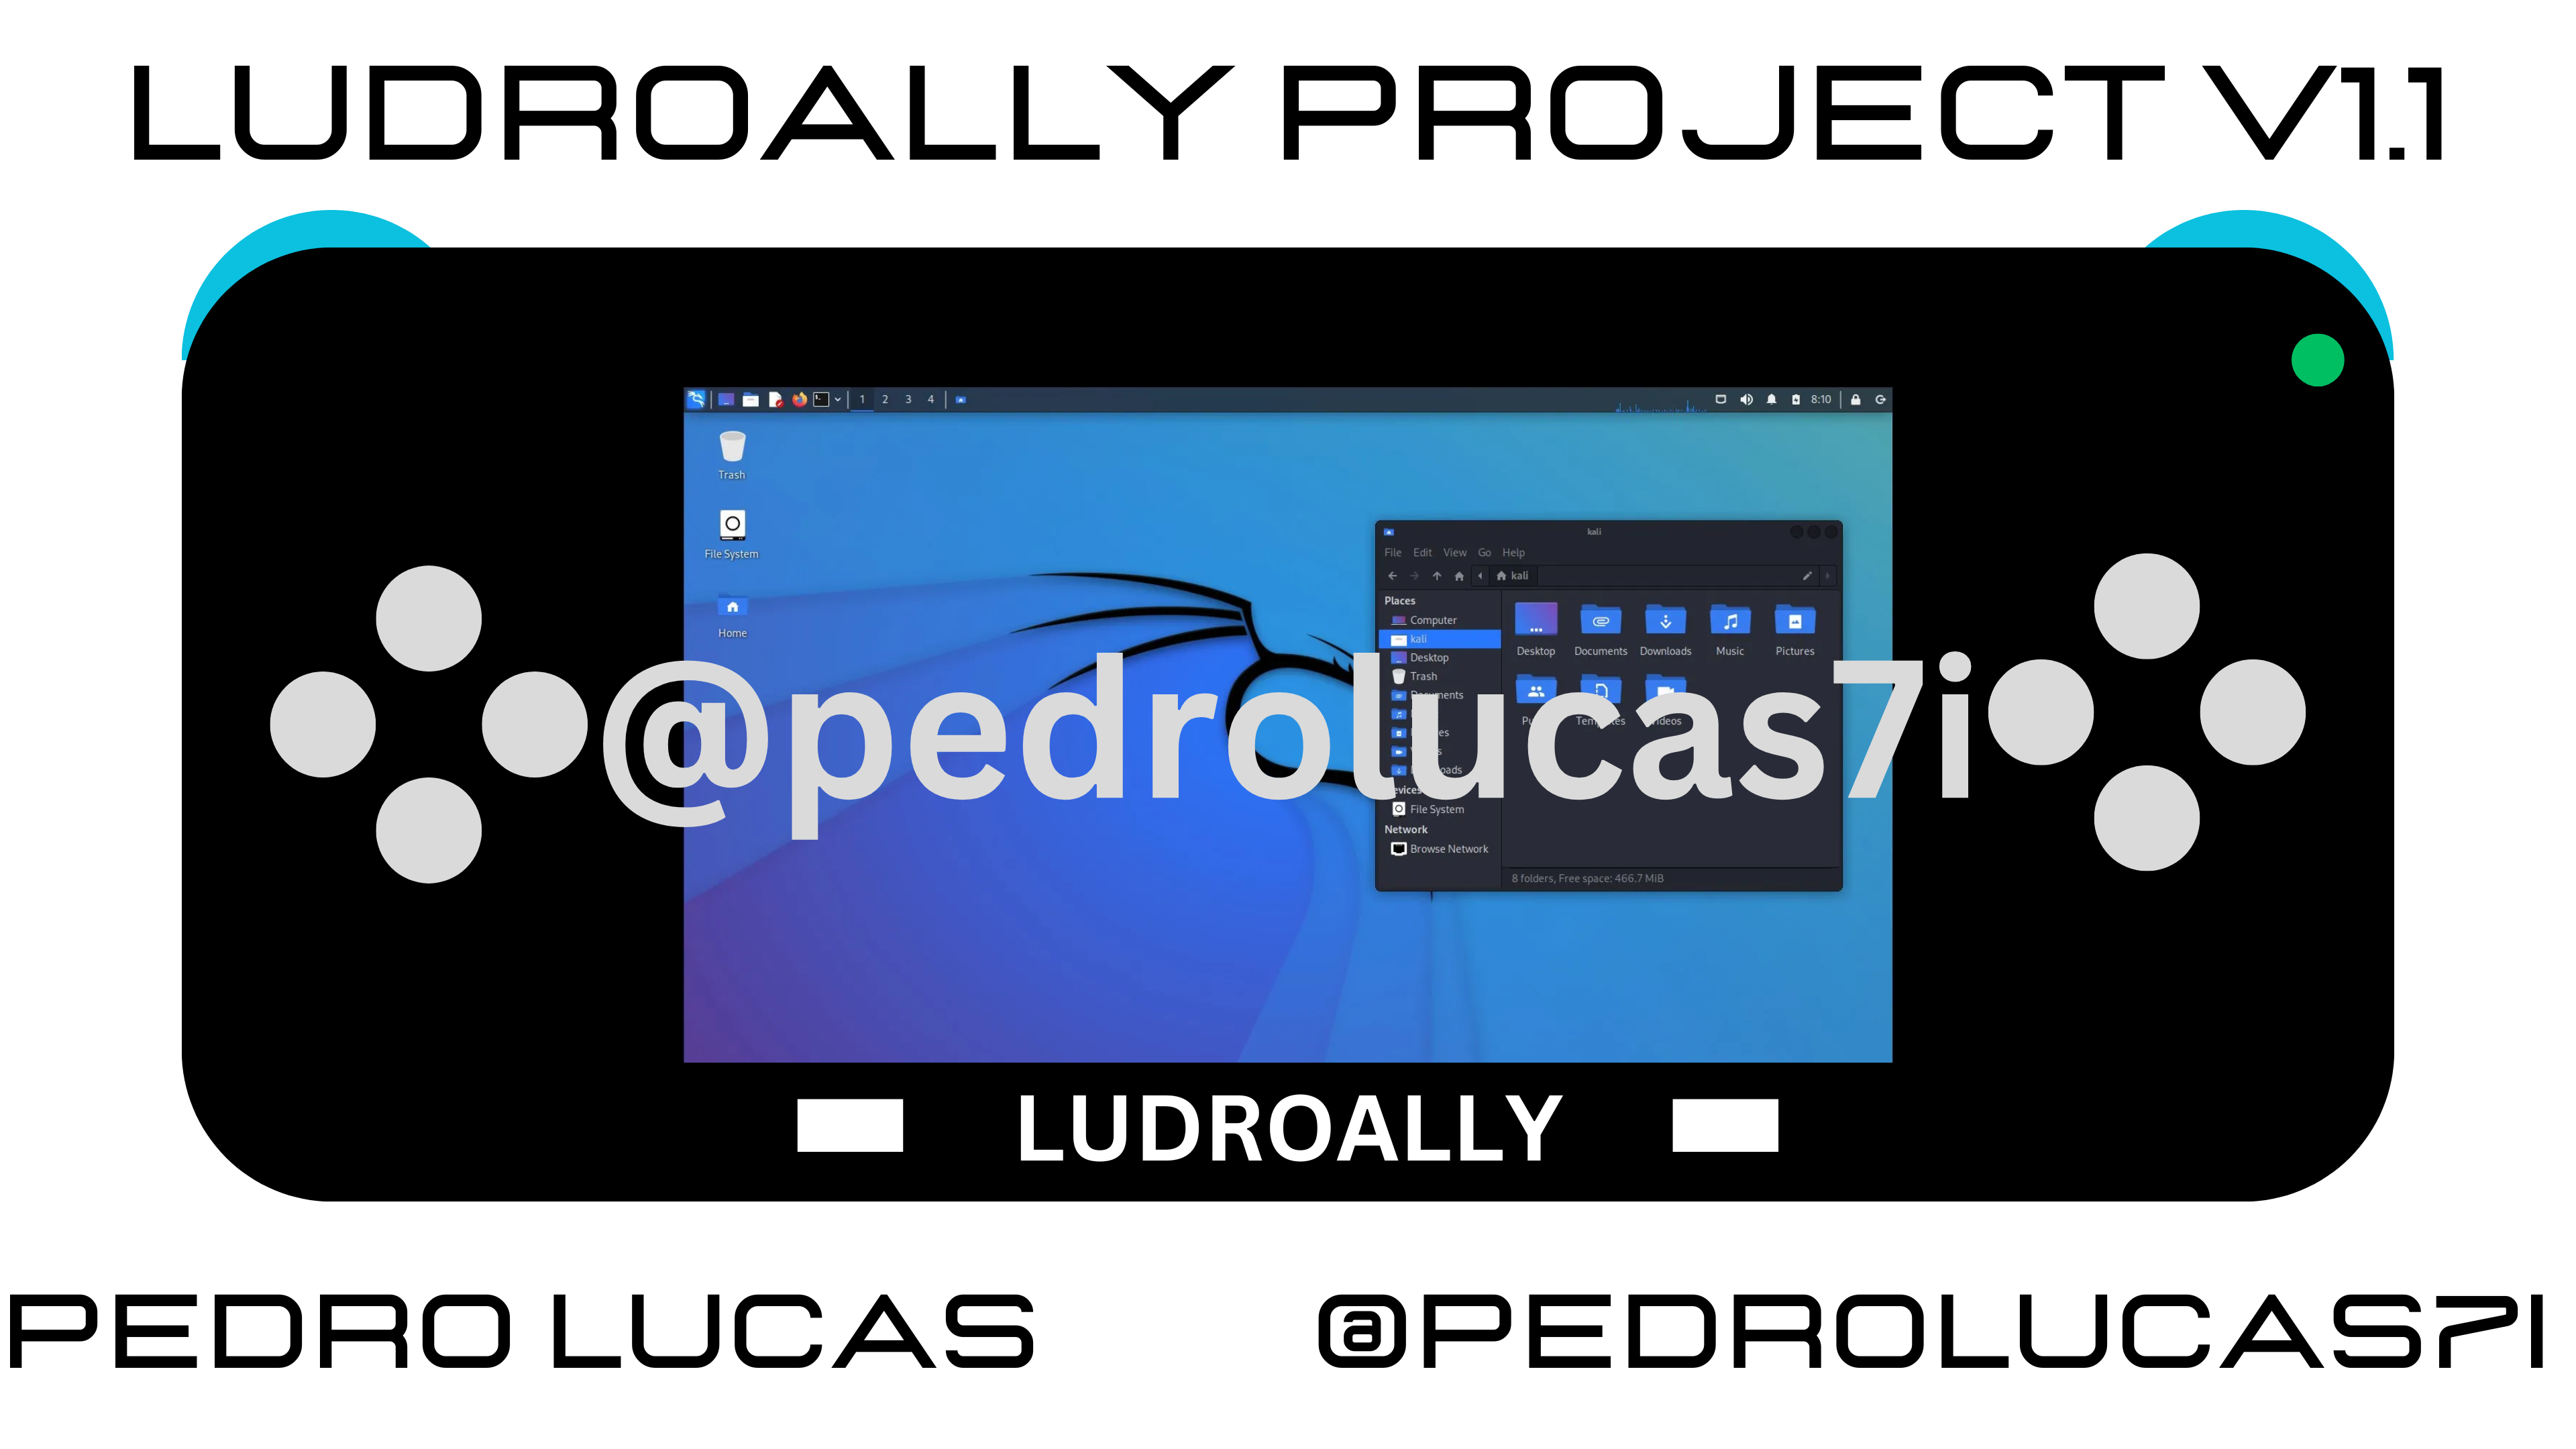 LUDROALLY PROJECT V1.1
1 2 3 4 8:10
Trash
File System
Home
kali
File Edit View Go Help
kali
Places
Computer
kali
Desktop
Trash
File System
Network
Browse Network
Desktop Documents Downloads Music Pictures
8 folders, Free space: 466.7 MiB
@pedrolucas7i
LUDROALLY
PEDRO LUCAS
@PEDROLUCAS7I